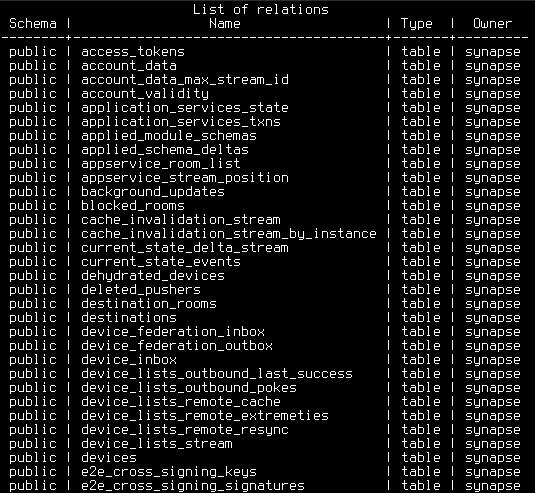 List of relations
Schema | Name | Type | Owner
--------+---------------------------------------+-------+---------
public | access_tokens | table | synapse
public | account_data | table | synapse
public | account_data_max_stream_id | table | synapse
public | account_validity | table | synapse
public | application_services_state | table | synapse
public | application_services_txns | table | synapse
public | applied_module_schemas | table | synapse
public | applied_schema_deltas | table | synapse
public | appservice_room_list | table | synapse
public | appservice_stream_position | table | synapse
public | background_updates | table | synapse
public | blocked_rooms | table | synapse
public | cache_invalidation_stream | table | synapse
public | cache_invalidation_stream_by_instance | table | synapse
public | current_state_delta_stream | table | synapse
public | current_state_events | table | synapse
public | dehydrated_devices | table | synapse
public | deleted_pushers | table | synapse
public | destination_rooms | table | synapse
public | destinations | table | synapse
public | device_federation_inbox | table | synapse
public | device_federation_outbox | table | synapse
public | device_inbox | table | synapse
public | device_lists_outbound_last_success | table | synapse
public | device_lists_outbound_pokes | table | synapse
public | device_lists_remote_cache | table | synapse
public | device_lists_remote_extremeties | table | synapse
public | device_lists_remote_resync | table | synapse
public | device_lists_stream | table | synapse
public | devices | table | synapse
public | e2e_cross_signing_keys | table | synapse
public | e2e_cross_signing_signatures | table | synapse